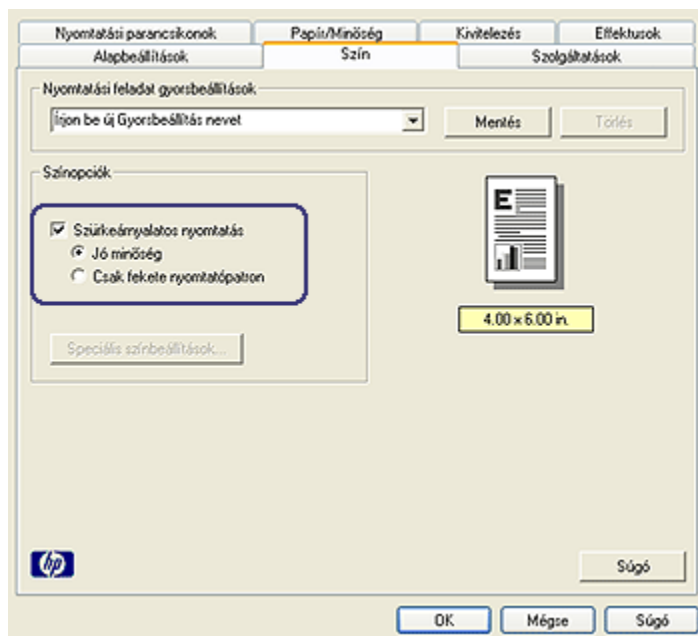 Nyomtatási parancsikonok Papír/Minőség Kivitelezés Effektusok
Alapbeállítások Szín Szolgáltatások
Nyomtatási feladat gyorsbeállítások
Írjon be új Gyorsbeállítás nevet Mentés Törlés
Színopciók
Szürkeárnyalatos nyomtatás
Jó minőség
Csak fekete nyomtatópatron
Speciális színbeállítások...
E
4.00 x 6.00 in.
hp
Súgó
OK Mégse Súgó